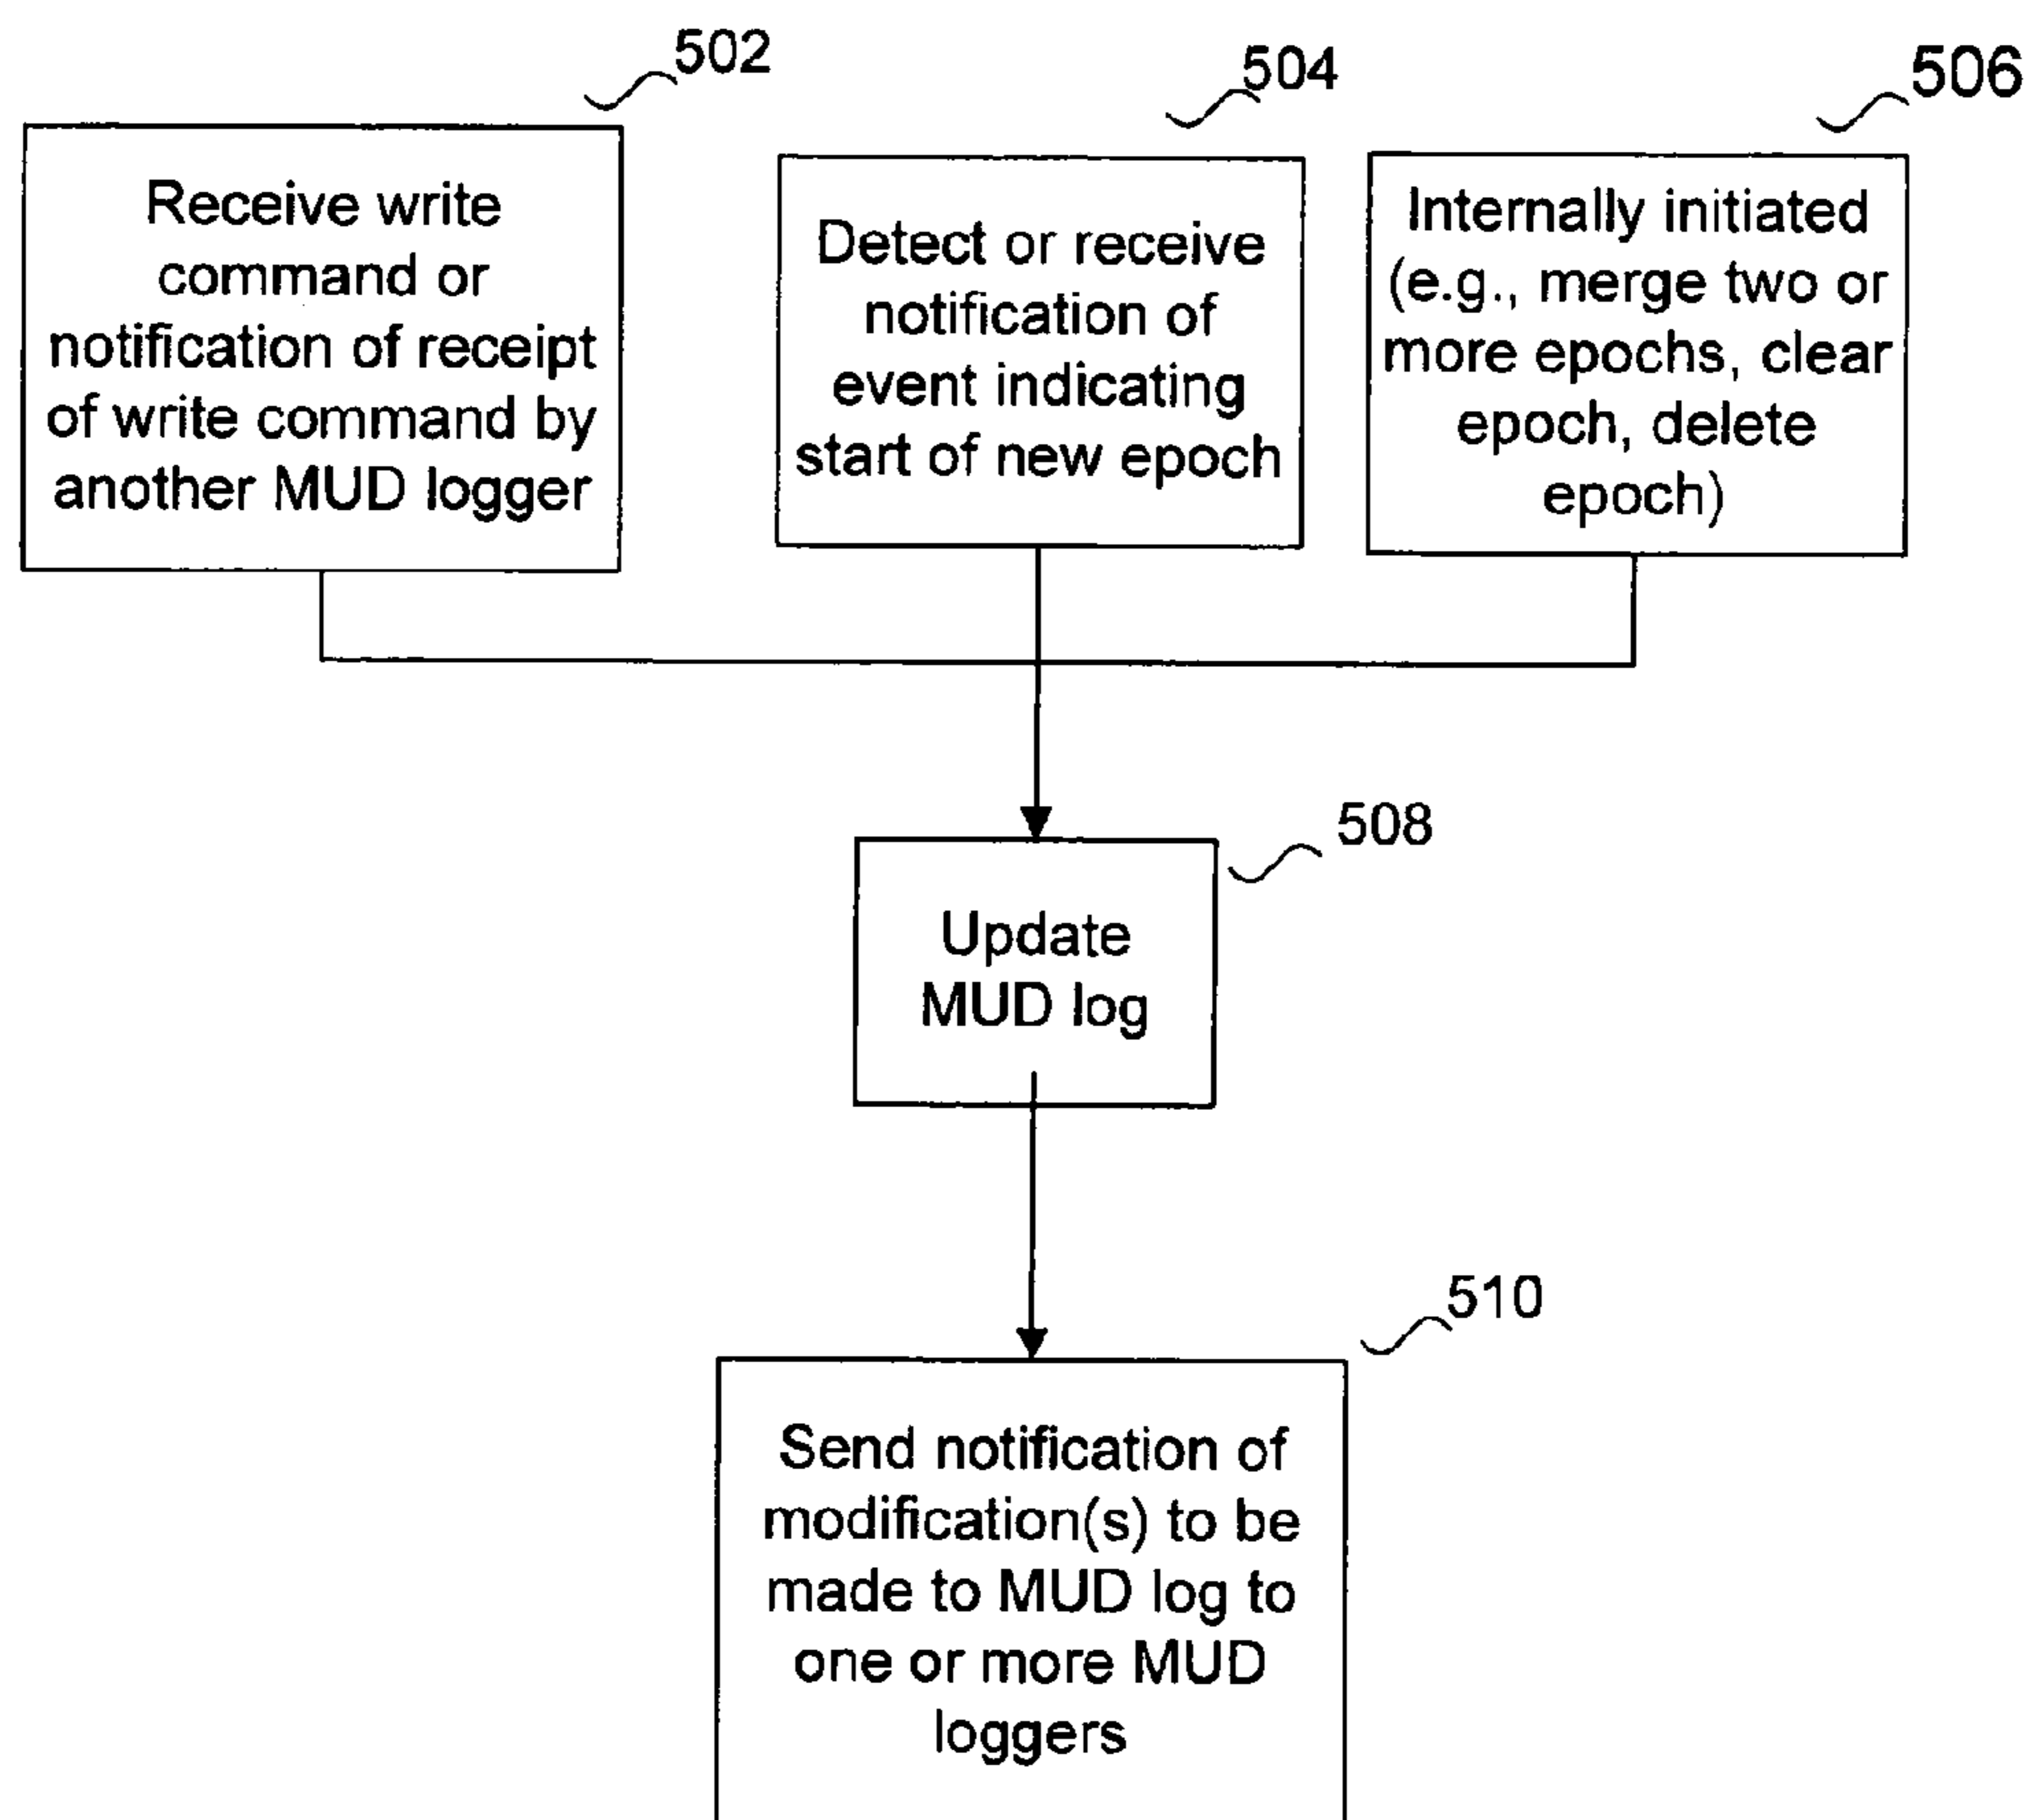 502
Receive write
command or
notification of receipt
of write command by
another MUD logger
504
Detect or receive
notification of
event indicating
start of new epoch
506
Internally initiated
(e.g., merge two or
more epochs, clear
epoch, delete
epoch)
508
Update
MUD log
510
Send notification of
modification(s) to be
made to MUD log to
one or more MUD
loggers